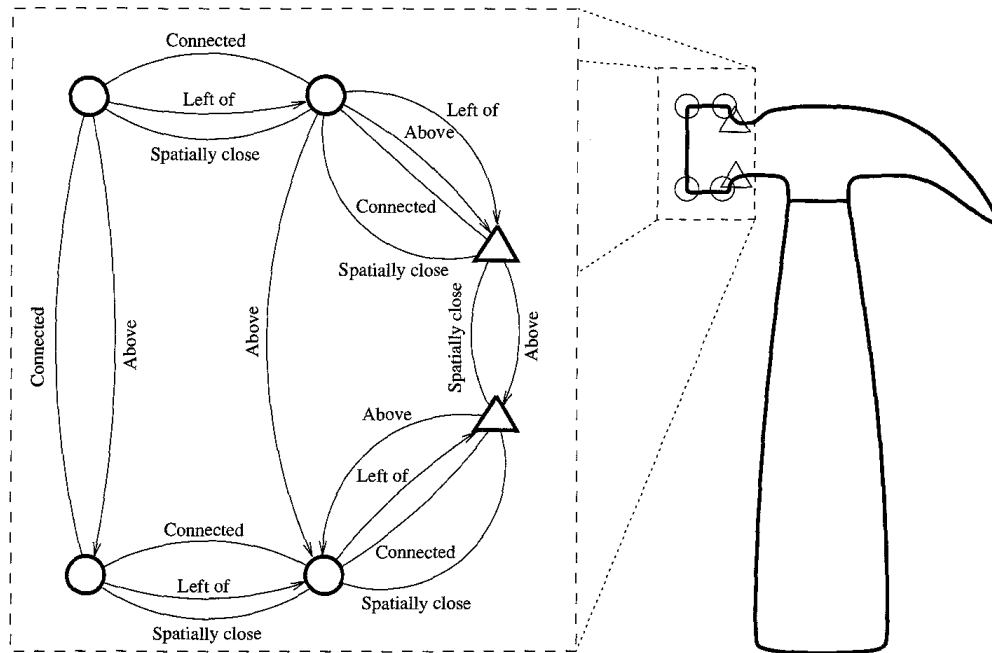 Connected
Left of
Spatially close
Left of
Above
Connected
Spatially close
Connected
Above
Above
Spatially close
Above
Above
Left of
Connected
Connected
Left of
Spatially close
Spatially close